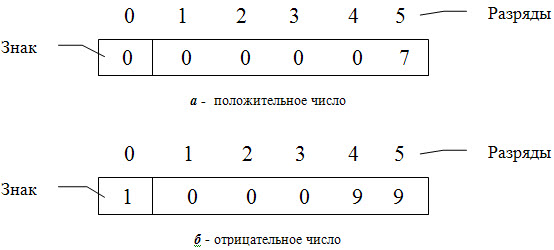 0 1 2 3 4 5 Разряды
Знак 0 0 0 0 0 7
а - положительное число
0 1 2 3 4 5 Разряды
Знак 1 0 0 0 9 9
б - отрицательное число